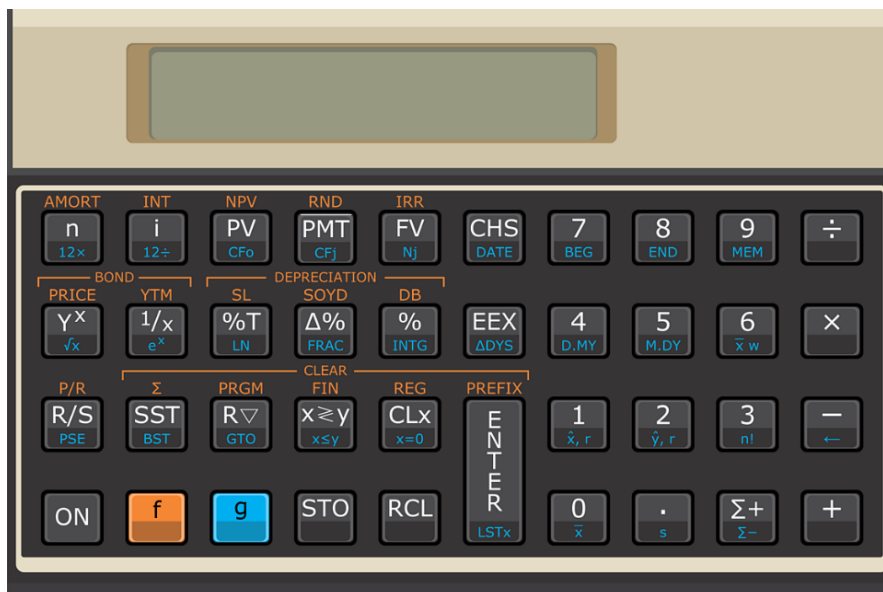 AMORT INT NPV RND IRR
n i PV PMT FV CHS 7 8 9 ÷
12× 12÷ CFo CFj Nj DATE BEG END MEM
BOND DEPRECIATION
PRICE YTM SL SOYD DB
Yˣ 1/x %T Δ% % EEX 4 5 6 ×
√x eˣ LN FRAC INTG ΔDYS D.MY M.DY x̅ w
CLEAR
P/R Σ PRGM FIN REG PREFIX
R/S SST R▽ x≷y CLx ENTER 1 2 3 −
PSE BST GTO x≤y x=0 x̂, r ŷ, r n! ←
ON f g STO RCL 0 . Σ+ +
LSTx x̅ s Σ−